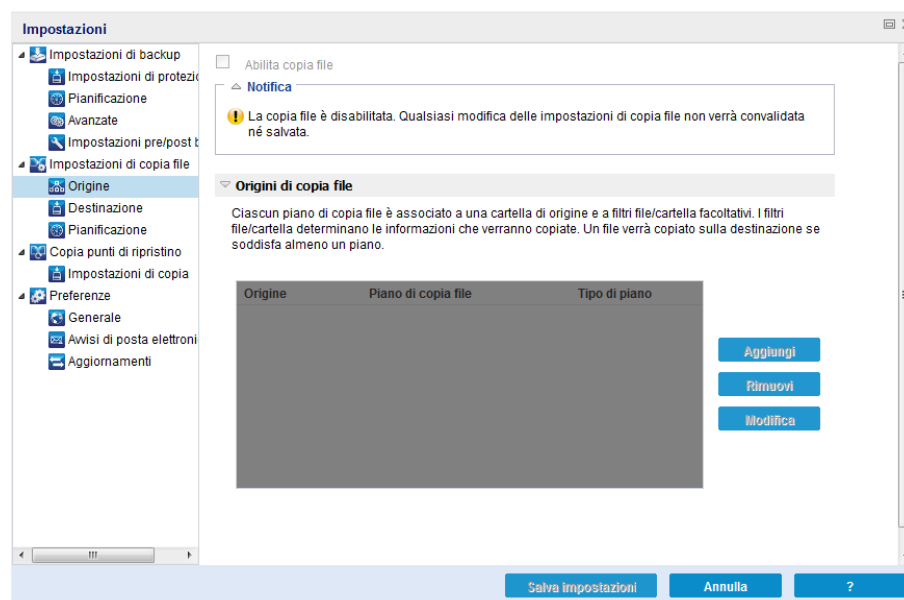 Impostazioni
Impostazioni di backup
Impostazioni di protezio
Pianificazione
Avanzate
Impostazioni pre/post b
Impostazioni di copia file
Origine
Destinazione
Pianificazione
Copia punti di ripristino
Impostazioni di copia
Preferenze
Generale
Avvisi di posta elettroni
Aggiornamenti
Abilita copia file
Notifica
La copia file è disabilitata. Qualsiasi modifica delle impostazioni di copia file non verrà convalidata
né salvata.
Origini di copia file
Ciascun piano di copia file è associato a una cartella di origine e a filtri file/cartella facoltativi. I filtri
file/cartella determinano le informazioni che verranno copiate. Un file verrà copiato sulla destinazione se
soddisfa almeno un piano.
Origine Piano di copia file Tipo di piano
Aggiungi
Rimuovi
Modifica
Salva impostazioni Annulla ?